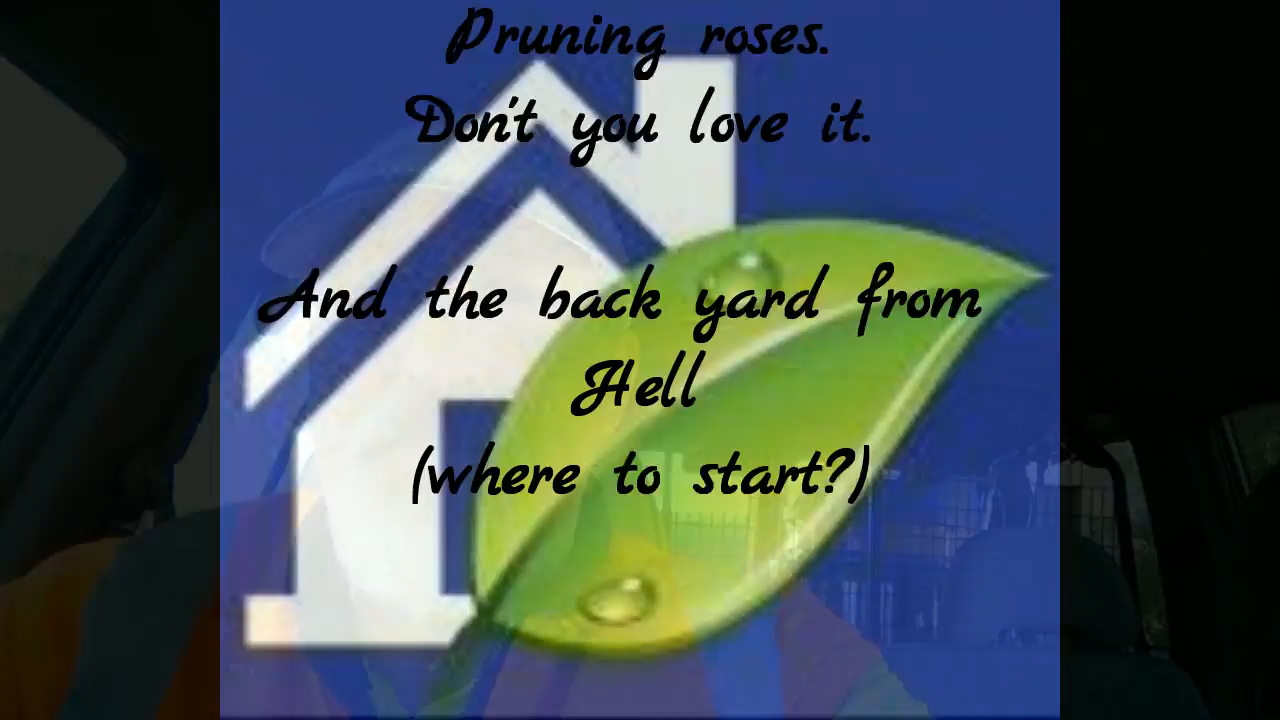 Pruning roses.
Don't you love it.
And the back yard from
Hell
(where to start?)